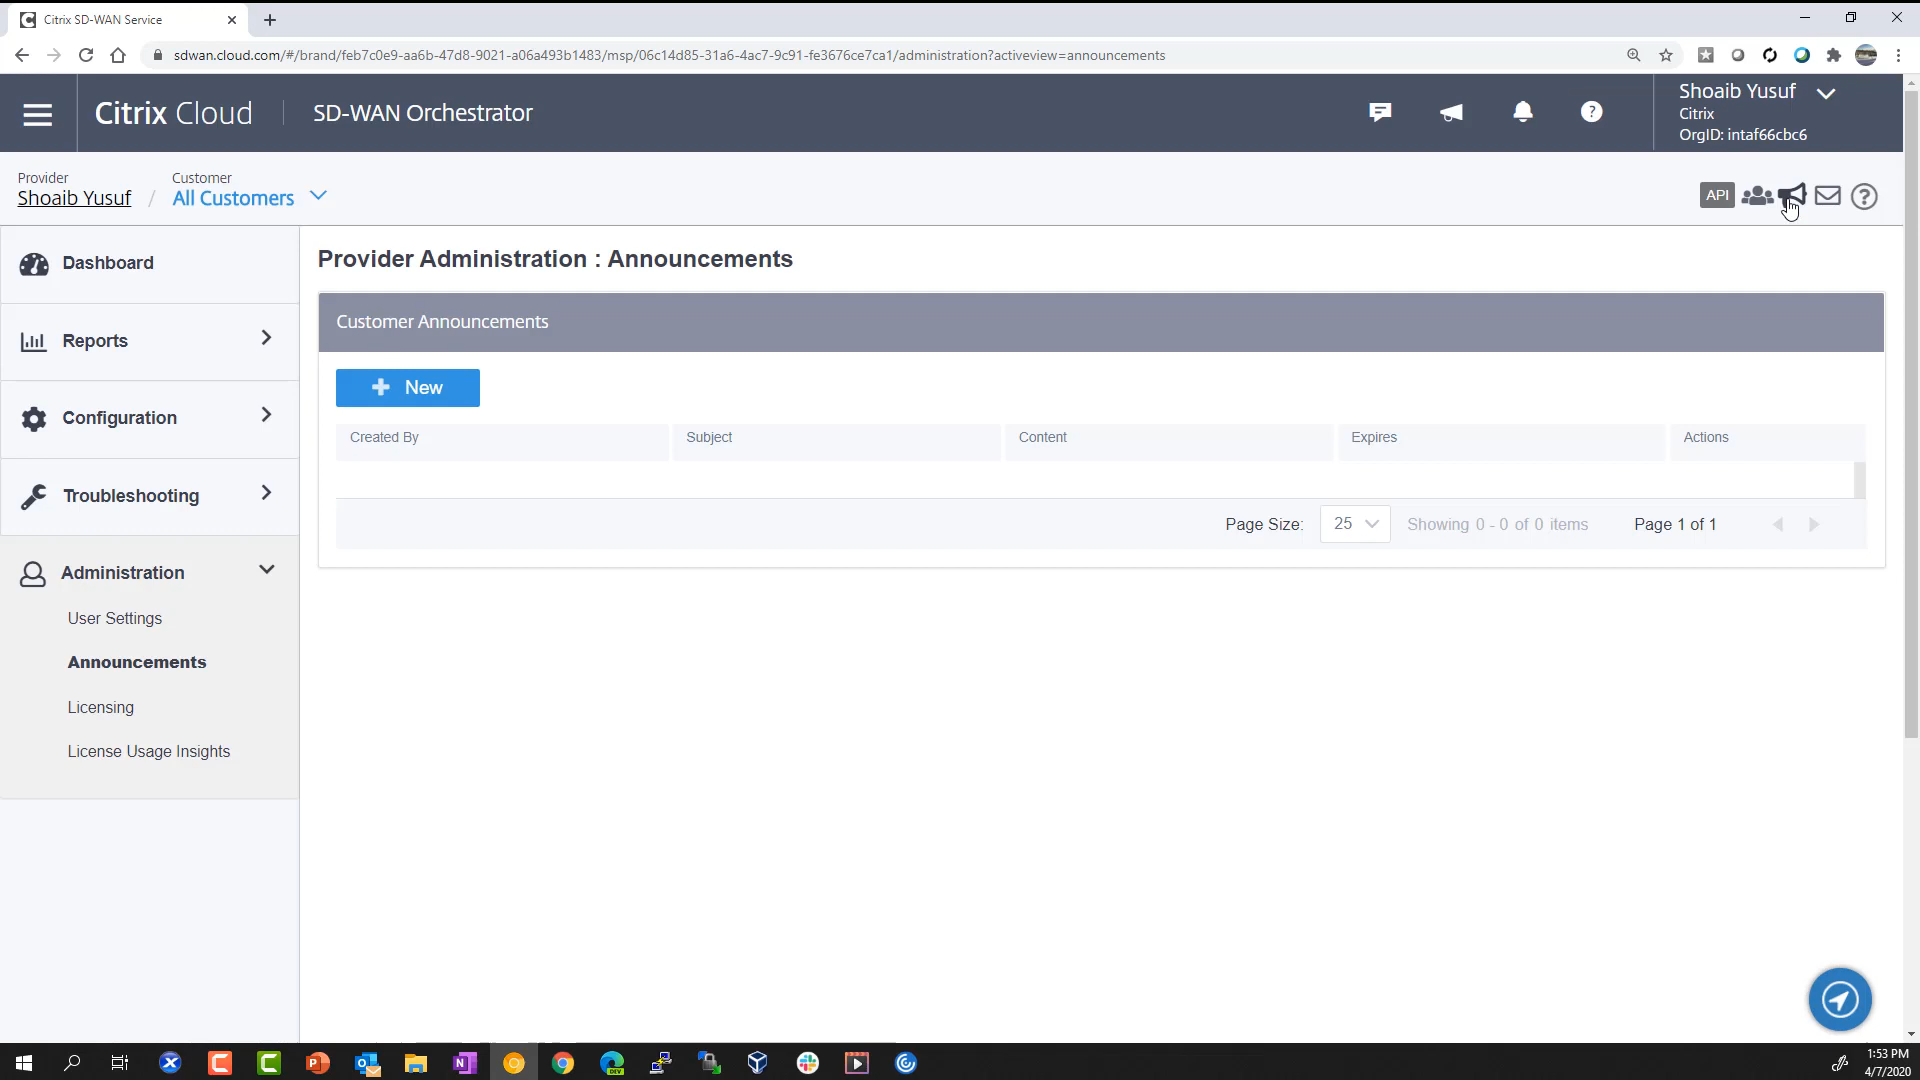 Citrix SD-WAN Service
sdwan.cloud.com/#/brand/feb7c0e9-aa6b-47d8-9021-a06a493b1483/msp/06c14d85-31a6-4ac7-9c91-fe3676ce7ca1/administration?activeview=announcements
Citrix Cloud
SD-WAN Orchestrator
Shoaib Yusuf
Citrix
OrgID: intaf66cbc6
Provider
Shoaib Yusuf
/
Customer
All Customers
API
Dashboard
Reports
Configuration
Troubleshooting
Administration
User Settings
Announcements
Licensing
License Usage Insights
Provider Administration : Announcements
Customer Announcements
+ New
Created By Subject Content Expires Actions
Page Size: 25 Showing 0 - 0 of 0 items Page 1 of 1
1:53 PM
4/7/2020